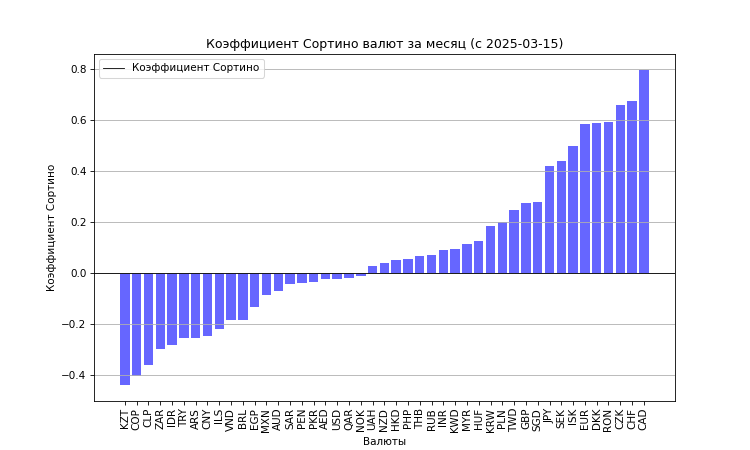 Коэффициент Сортино валют за месяц (с 2025-03-15)
Коэффициент Сортино
Коэффициент Сортино
0.8
0.6
0.4
0.2
0.0
−0.2
−0.4
KZT COP CLP ZAR IDR TRY ARS CNY ILS VND BRL EGP MXN AUD SAR PEN PKR AED USD QAR NOK UAH NZD HKD PHP THB RUB INR KWD MYR HUF KRW PLN TWD GBP SGD JPY SEK ISK EUR DKK RON CZK CHF CAD
Валюты